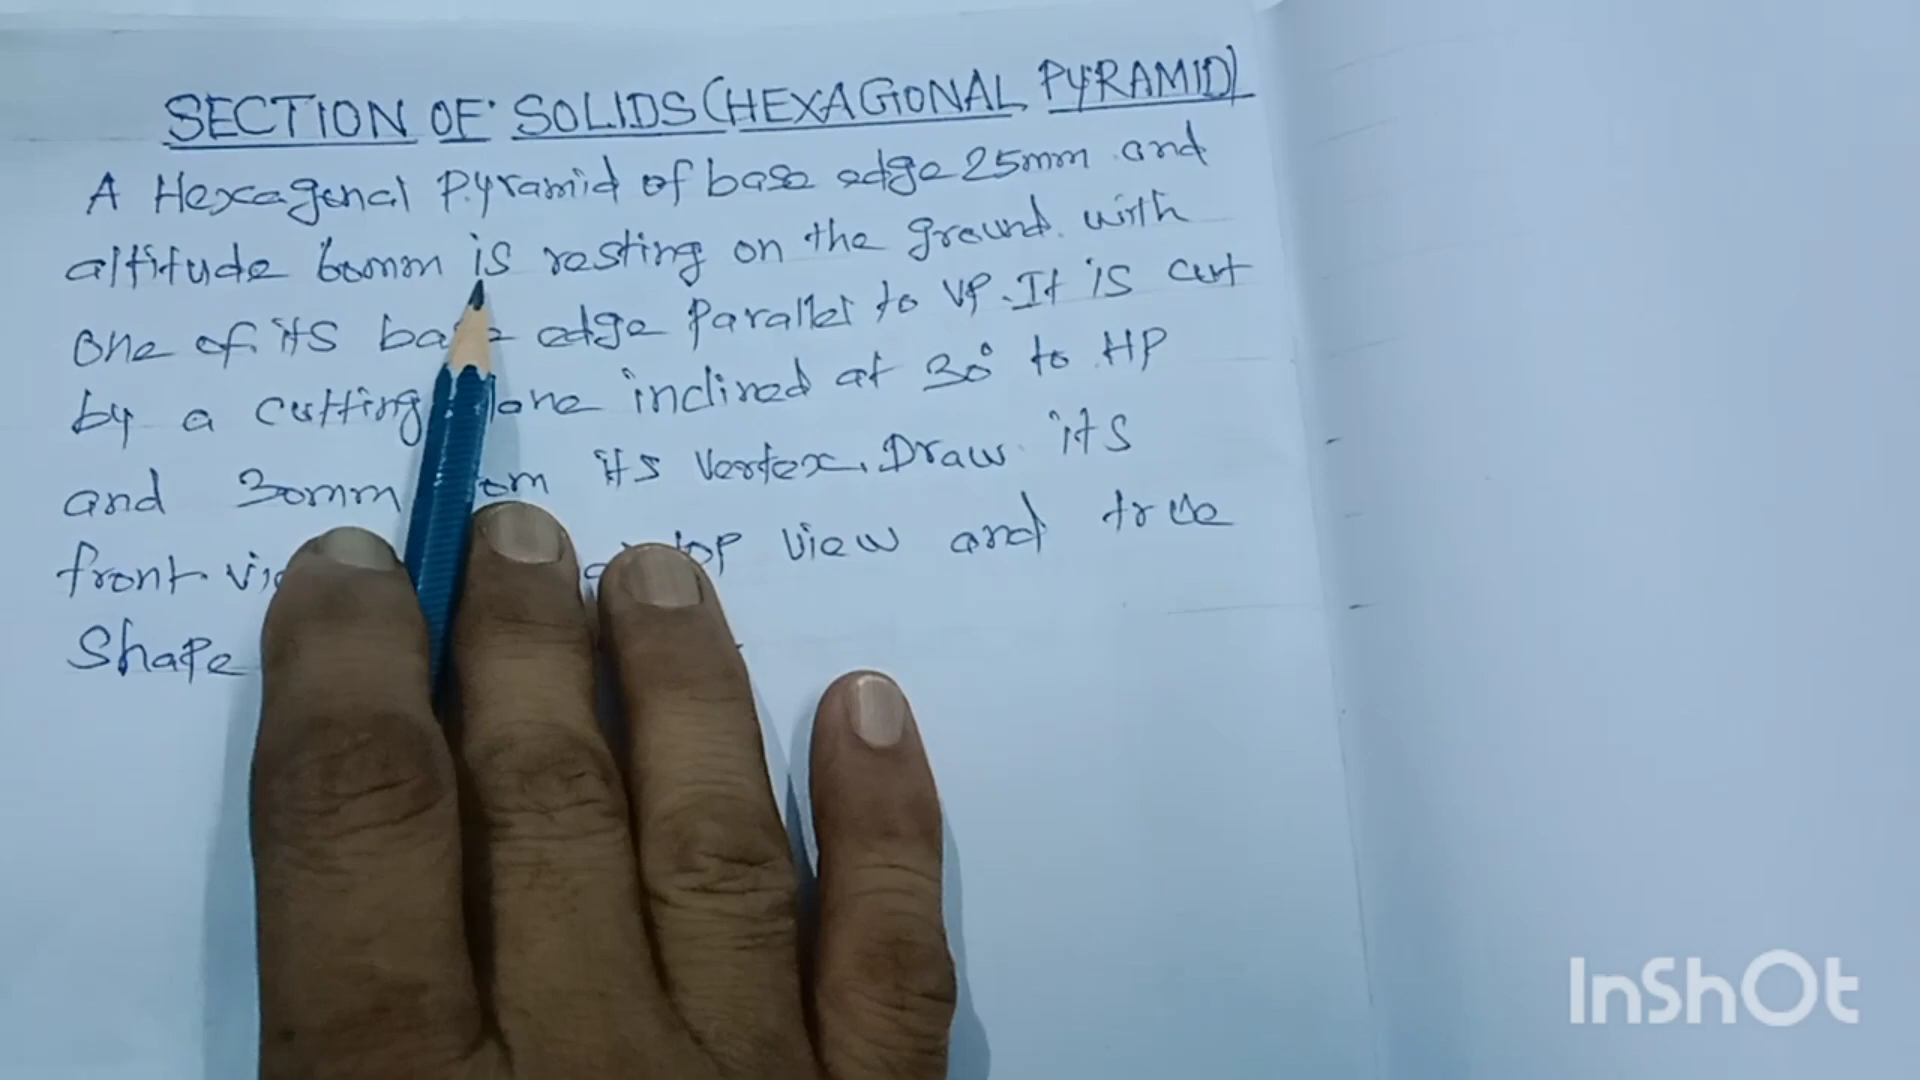 SECTION OF SOLIDS (HEXAGONAL PYRAMID)
A Hexagonal Pyramid of base edge 25mm and
altitude 60mm is resting on the ground with
one of its base edge parallel to VP. It is cut
by a cutting inclined at 30° to HP
and 30mm its vertex. Draw its
front top view and true
Shape
InShOt